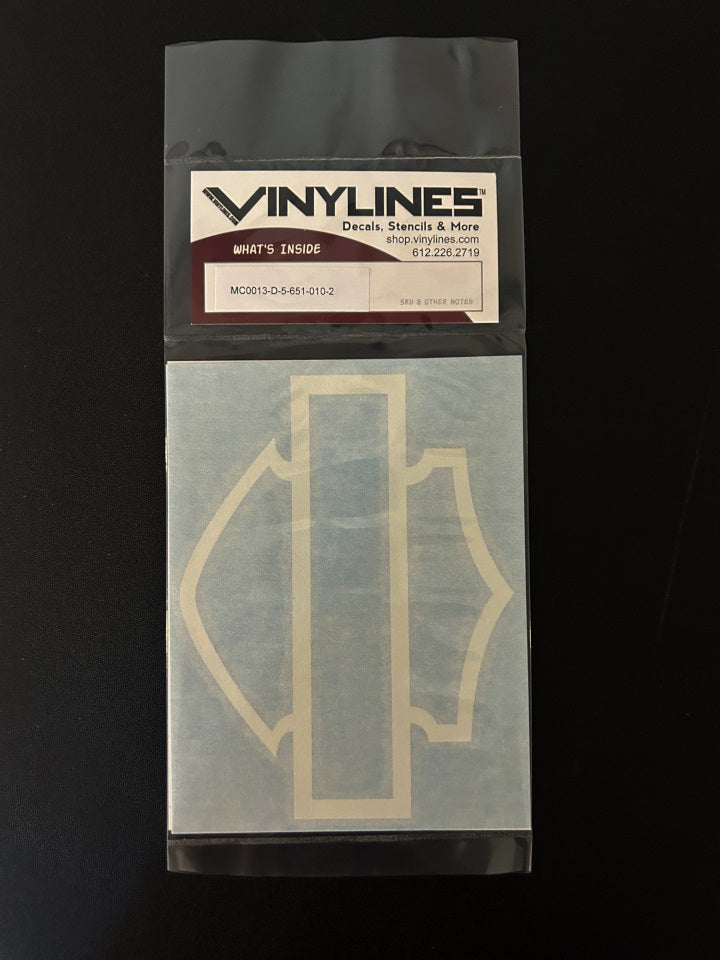 VINYLINES™
Decals, Stencils & More
shop.vinylines.com
612.226.2719
WHAT'S INSIDE
MC0013-D-5-651-010-2
SKU & OTHER NOTES